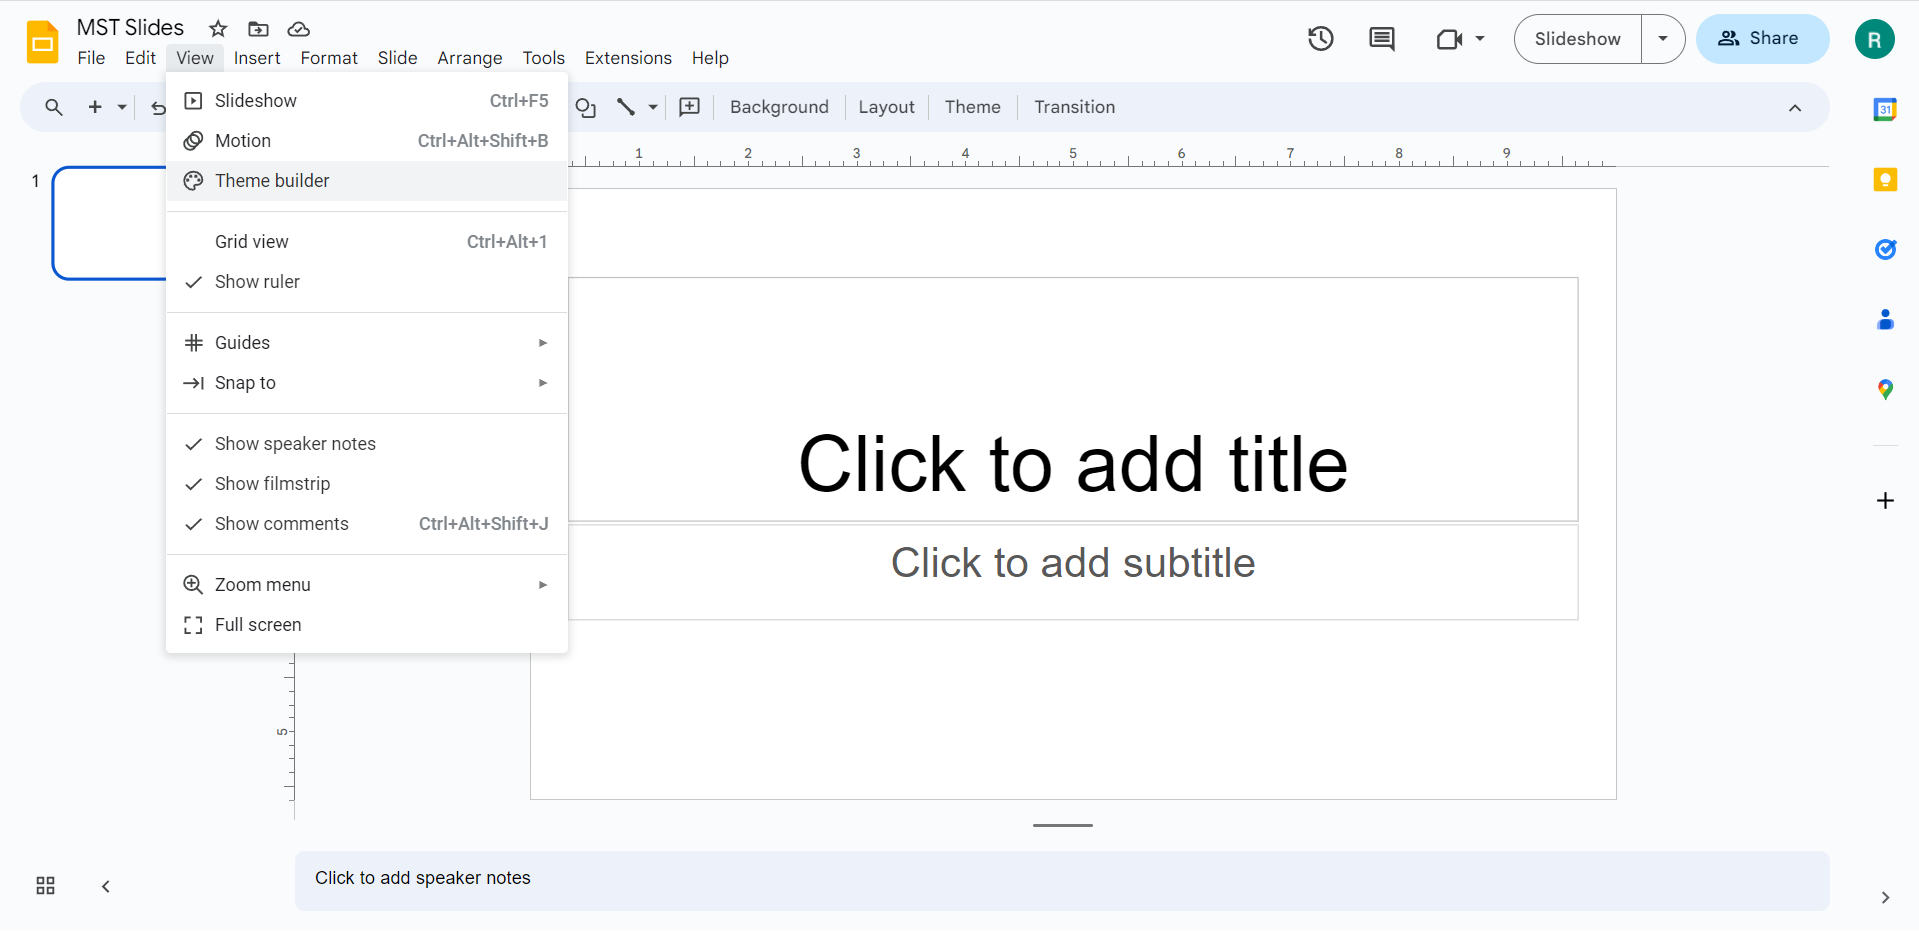 MST Slides
File Edit View Insert Format Slide Arrange Tools Extensions Help
Slideshow
Share
R
Slideshow Ctrl+F5
Motion Ctrl+Alt+Shift+B
Theme builder
Grid view Ctrl+Alt+1
Show ruler
Guides
Snap to
Show speaker notes
Show filmstrip
Show comments Ctrl+Alt+Shift+J
Zoom menu
Full screen
Background Layout Theme Transition
31
1 2 3 4 5 6 7 8 9
1
Click to add title
Click to add subtitle
5
Click to add speaker notes